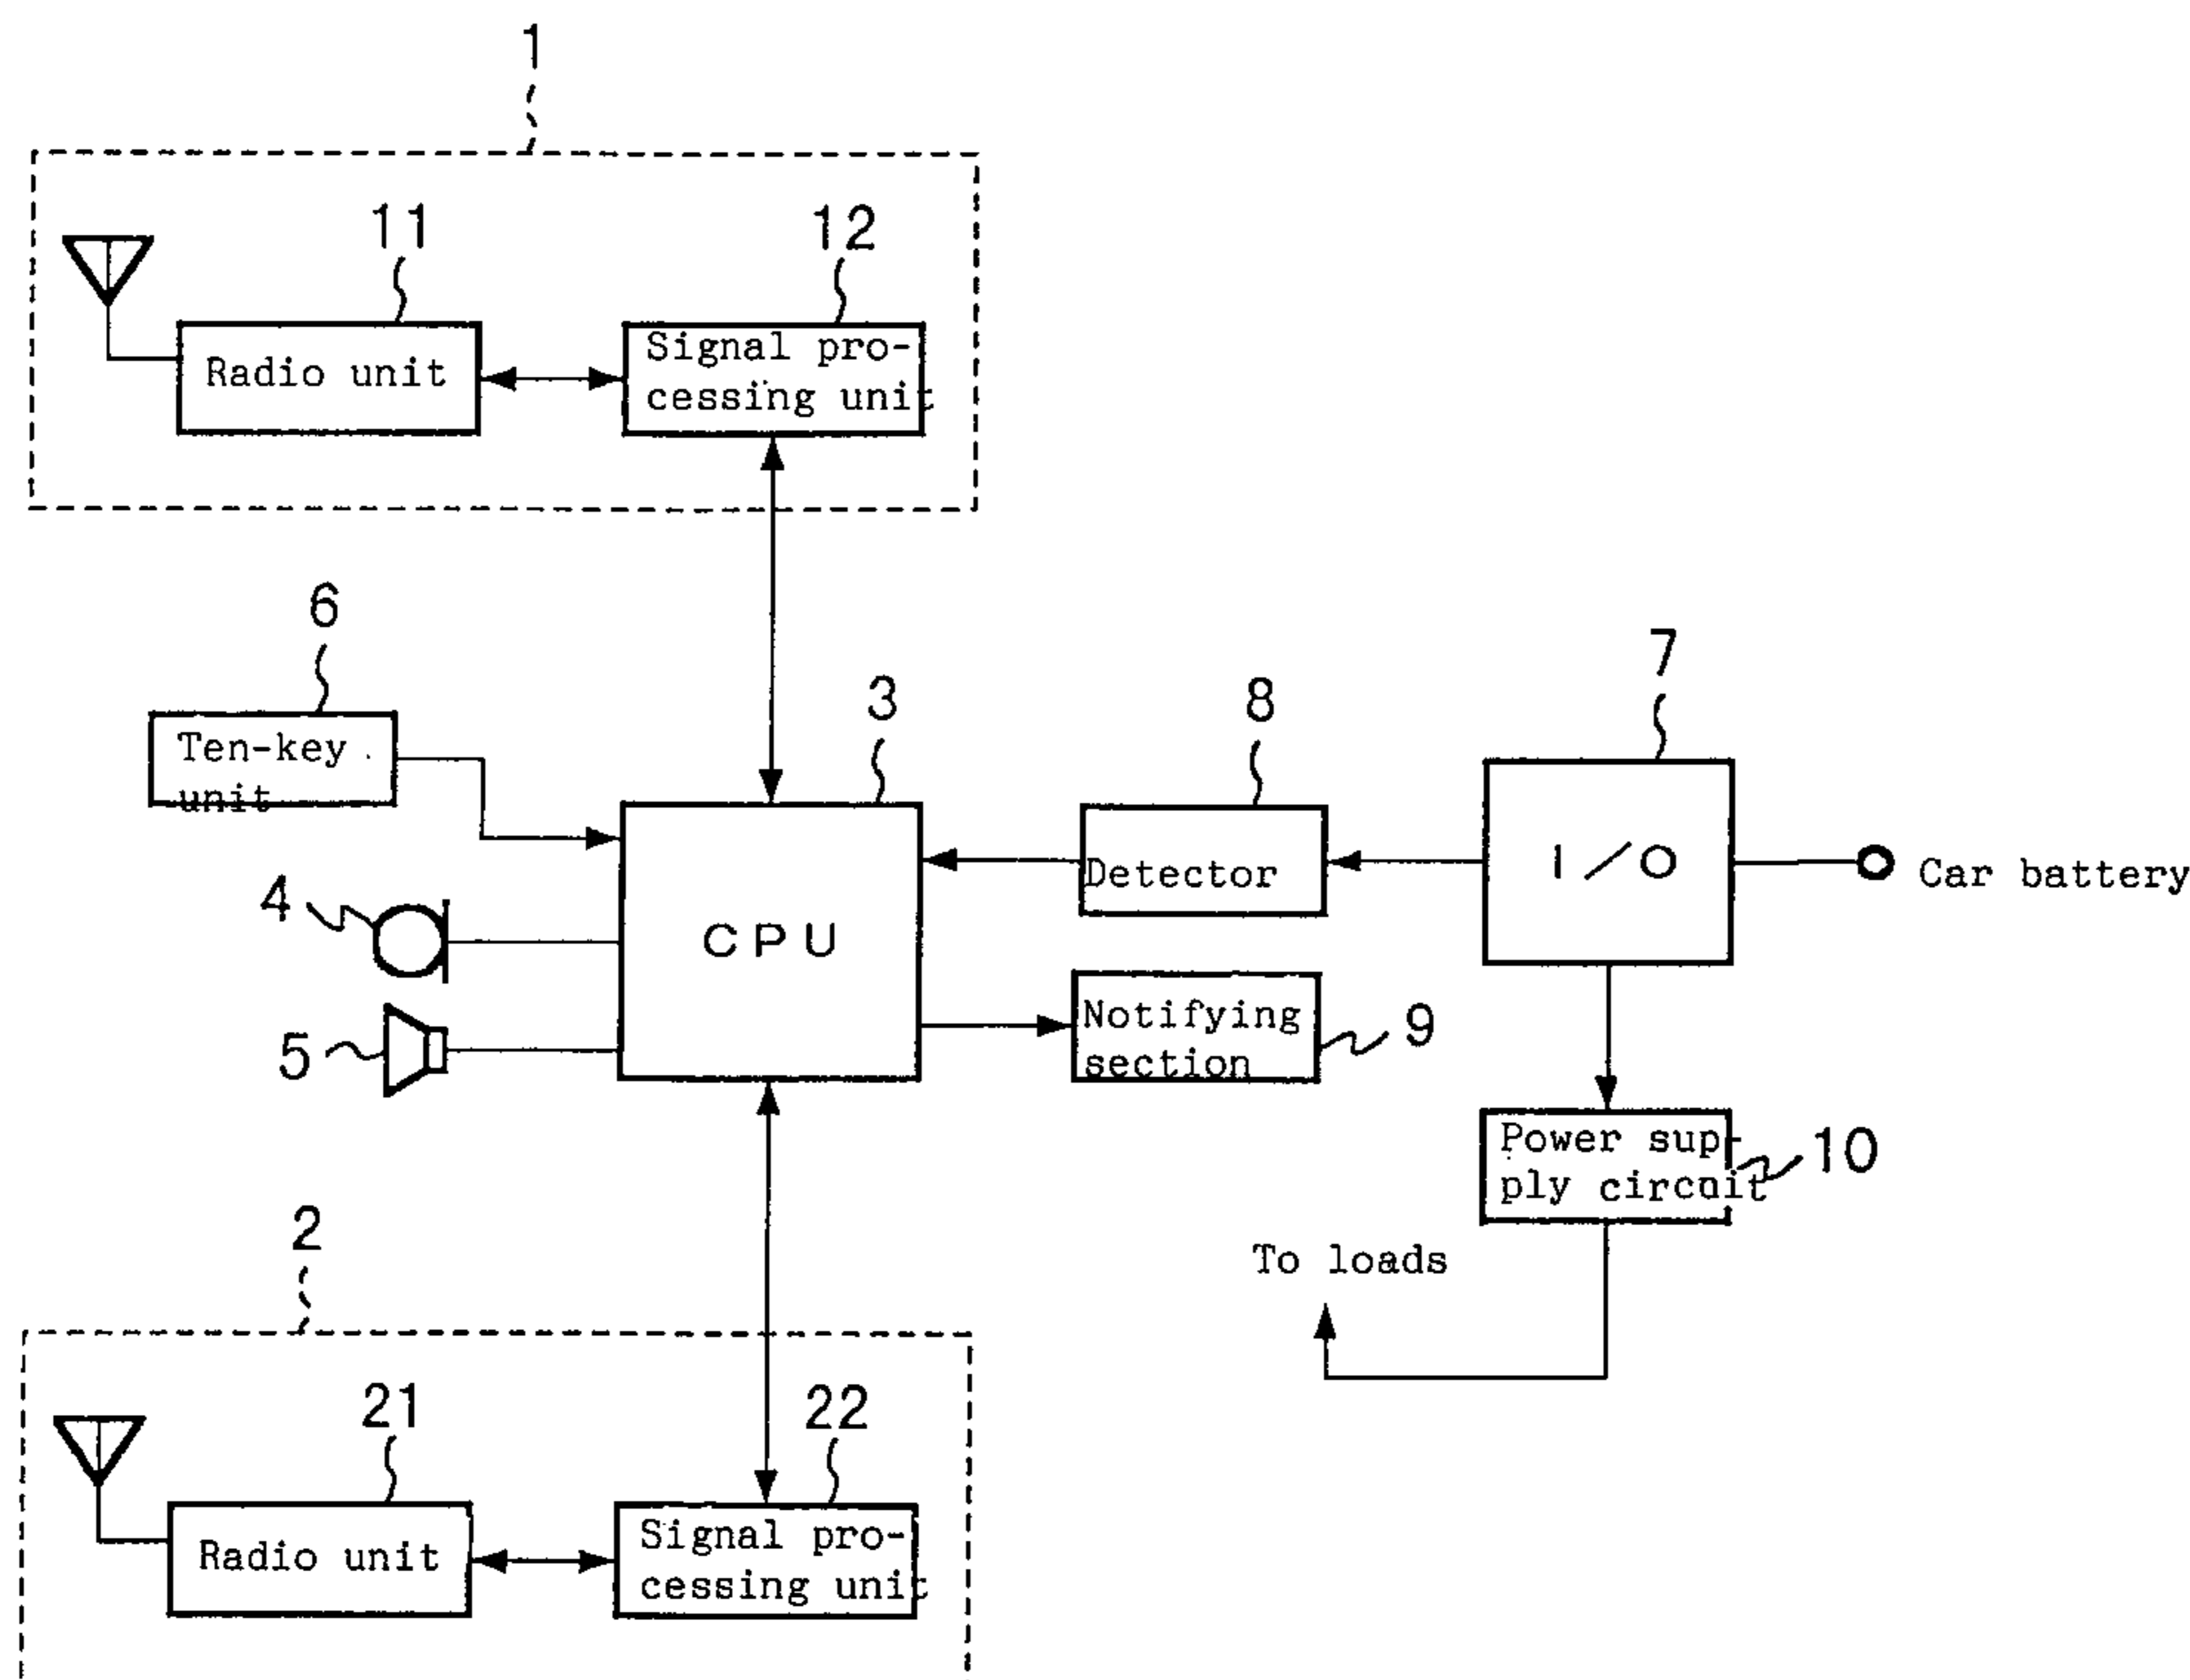 1
11
12
Radio unit
Signal pro-
cessing unit
6
Ten-key
unit
3
8
7
CPU
Detector
I/O
Car battery
4
5
Notifying
section
9
Power sup-
ply circuit
10
To loads
2
21
22
Radio unit
Signal pro-
cessing unit